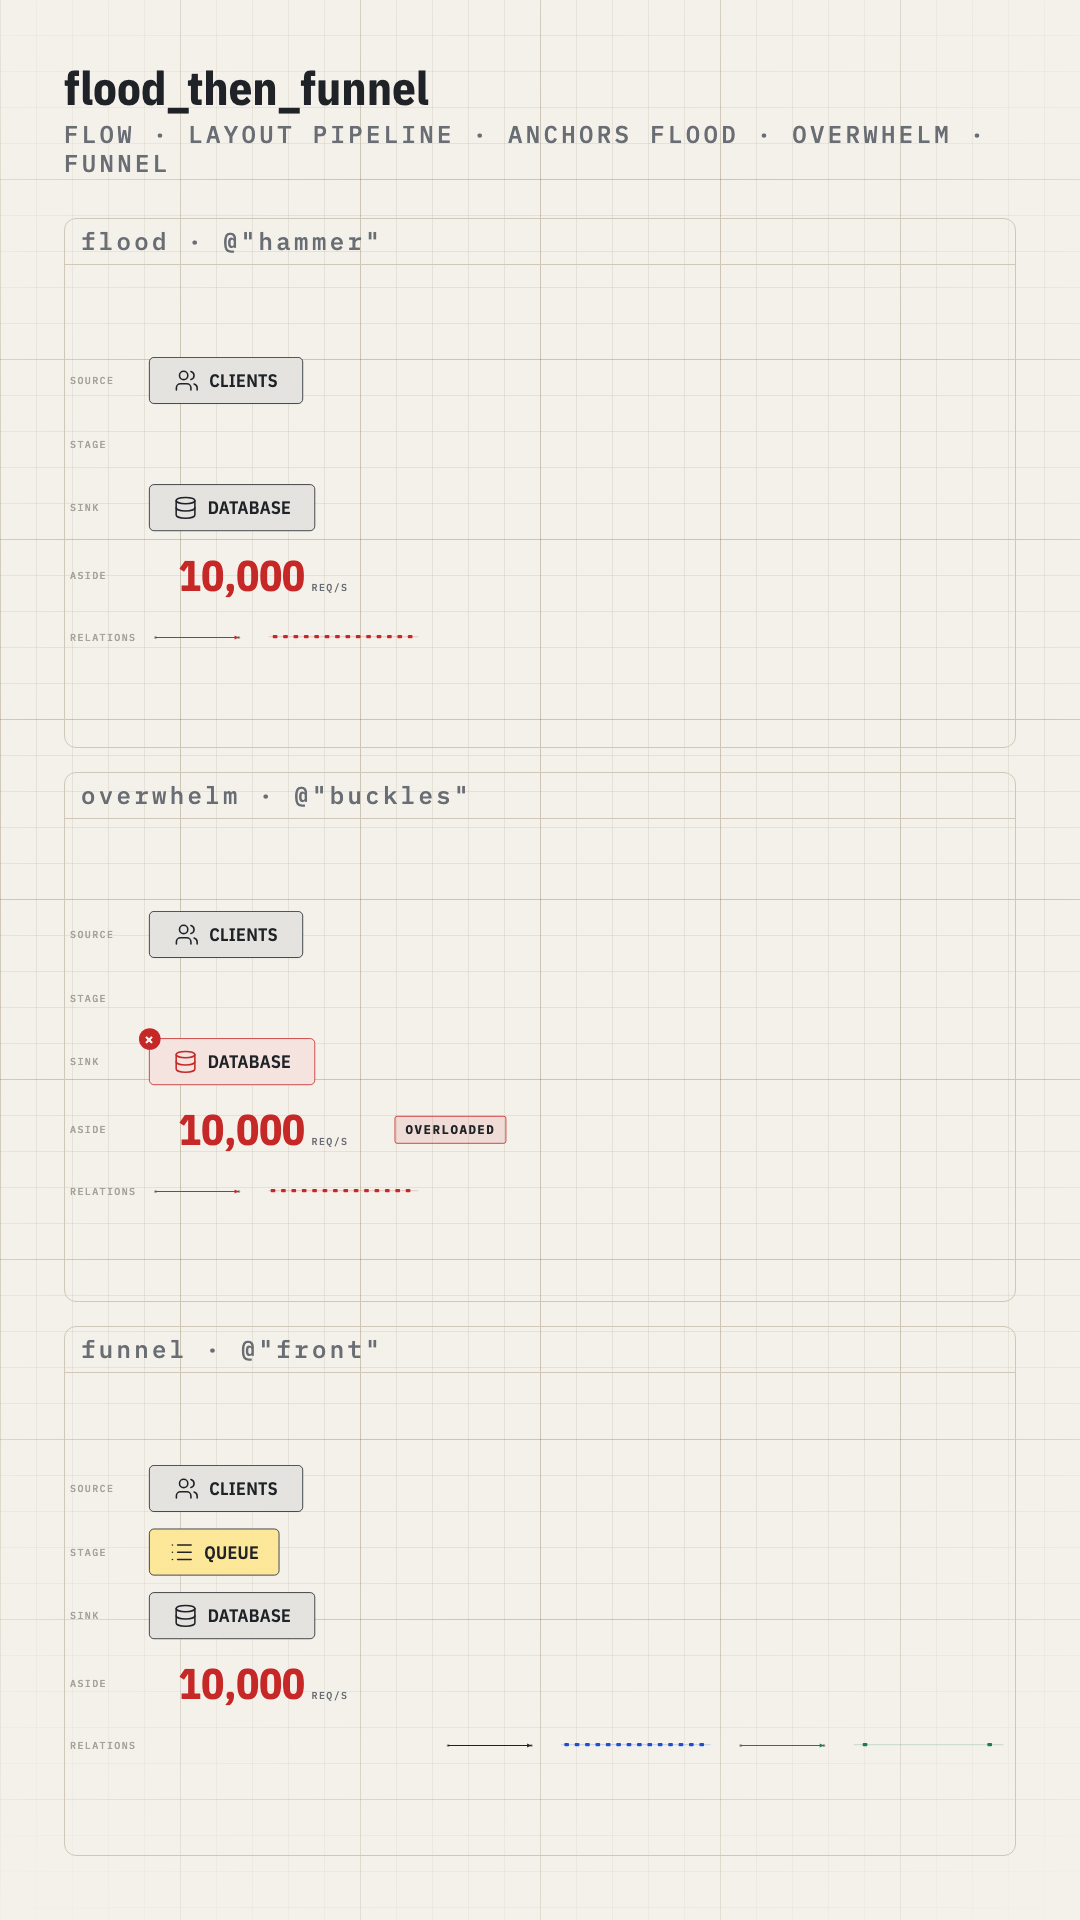 flood_then_funnel
FLOW · LAYOUT PIPELINE · ANCHORS FLOOD · OVERWHELM ·
FUNNEL
flood · @"hammer"
SOURCE
CLIENTS
STAGE
SINK
DATABASE
ASIDE
10,000 REQ/S
RELATIONS
overwhelm · @"buckles"
SOURCE
CLIENTS
STAGE
SINK
DATABASE
ASIDE
10,000 REQ/S
OVERLOADED
RELATIONS
funnel · @"front"
SOURCE
CLIENTS
STAGE
QUEUE
SINK
DATABASE
ASIDE
10,000 REQ/S
RELATIONS